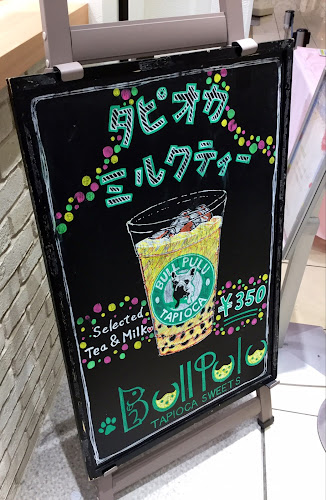 タピオカ
ミルクティー
BULL PULU
TAPIOCA
Selected
Tea & Milk
¥350
BullPulu
TAPIOCA SWEETS